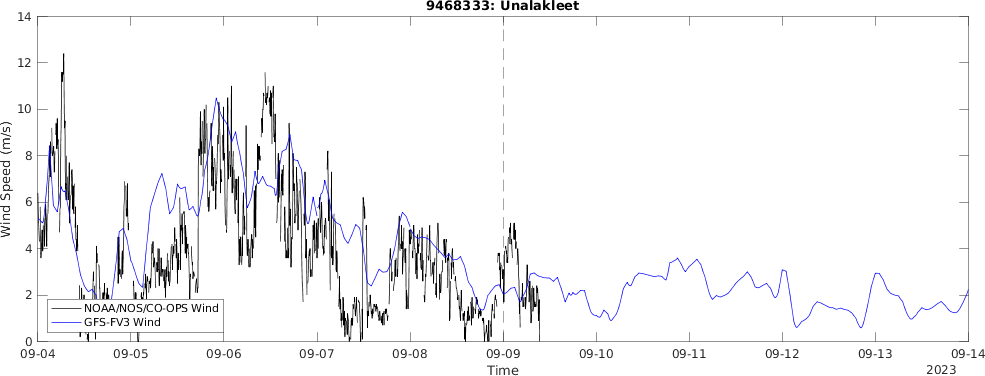 9468333: Unalakleet
Wind Speed (m/s)
14
12
10
8
6
4
2
0
NOAA/NOS/CO-OPS Wind
GFS-FV3 Wind
09-04 09-05 09-06 09-07 09-08 09-09 09-10 09-11 09-12 09-13 09-14
Time
2023